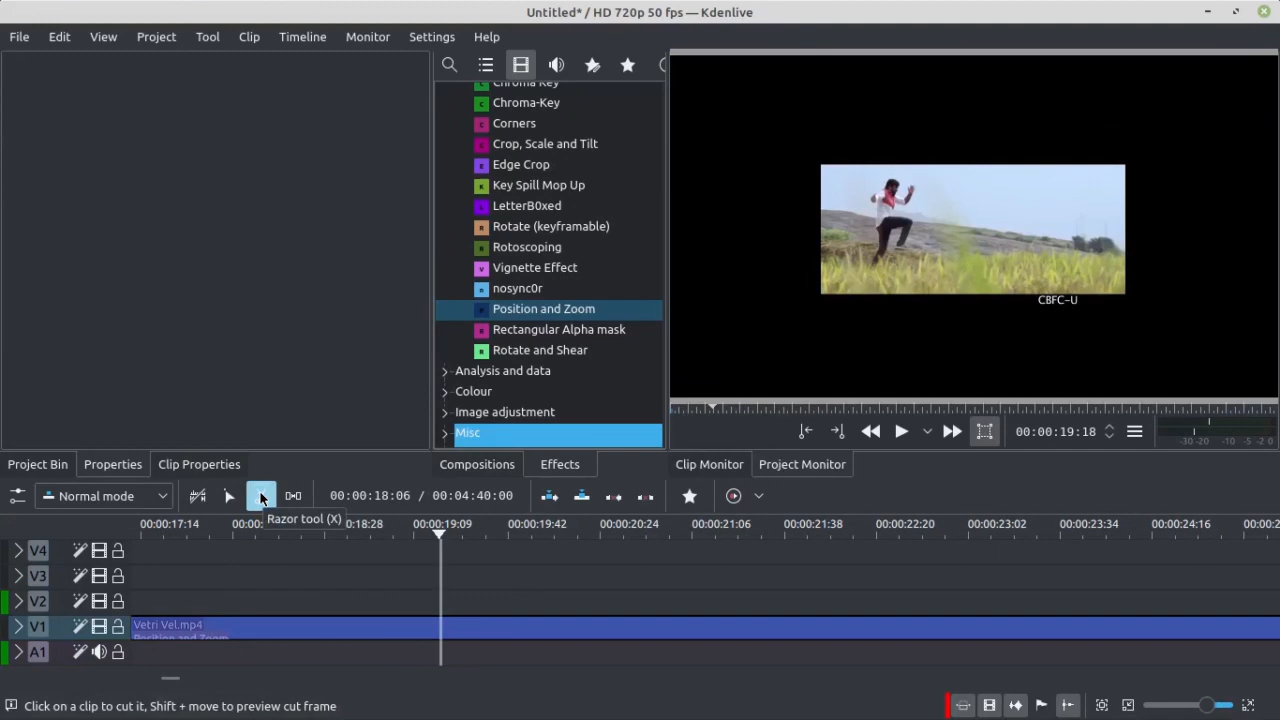 Untitled* / HD 720p 50 fps — Kdenlive
File Edit View Project Tool Clip Timeline Monitor Settings Help
Chroma Key
Chroma-Key
Corners
Crop, Scale and Tilt
Edge Crop
Key Spill Mop Up
LetterB0xed
Rotate (keyframable)
Rotoscoping
Vignette Effect
nosync0r
Position and Zoom
Rectangular Alpha mask
Rotate and Shear
Analysis and data
Colour
Image adjustment
Misc
CBFC-U
00:00:19:18
-30 -20 -10 0
Project Bin Properties Clip Properties Compositions Effects Clip Monitor Project Monitor
Normal mode 00:00:18:06 / 00:04:40:00
Razor tool (X)
00:00:17:14 00:00: :18:28 00:00:19:09 00:00:19:42 00:00:20:24 00:00:21:06 00:00:21:38 00:00:22:20 00:00:23:02 00:00:23:34 00:00:24:16 00:00:2
V4
V3
V2
V1 Vetri Vel.mp4
Position and Zoom
A1
Click on a clip to cut it, Shift + move to preview cut frame